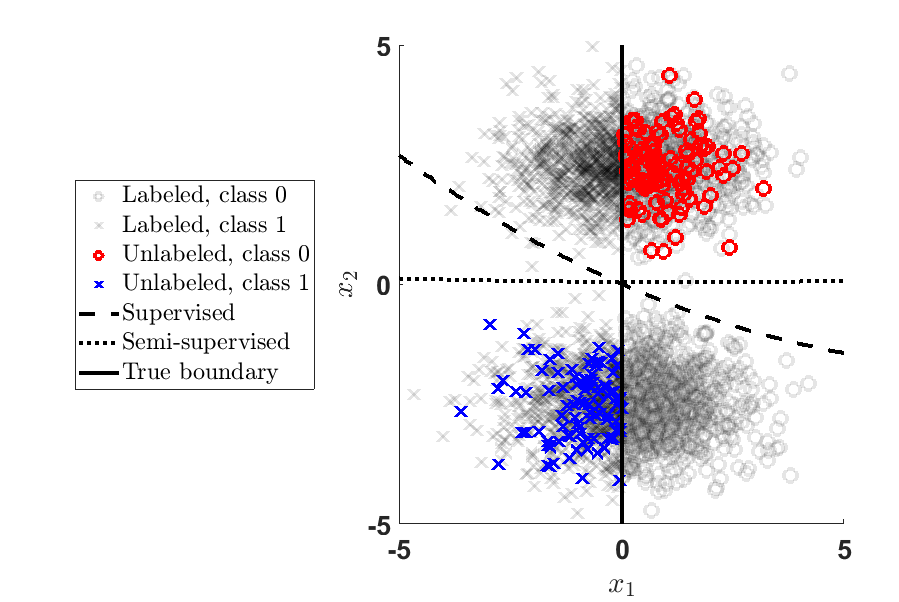 Labeled, class 0
Labeled, class 1
Unlabeled, class 0
Unlabeled, class 1
Supervised
Semi-supervised
True boundary
5
0
-5
x2
-5
0
5
x1